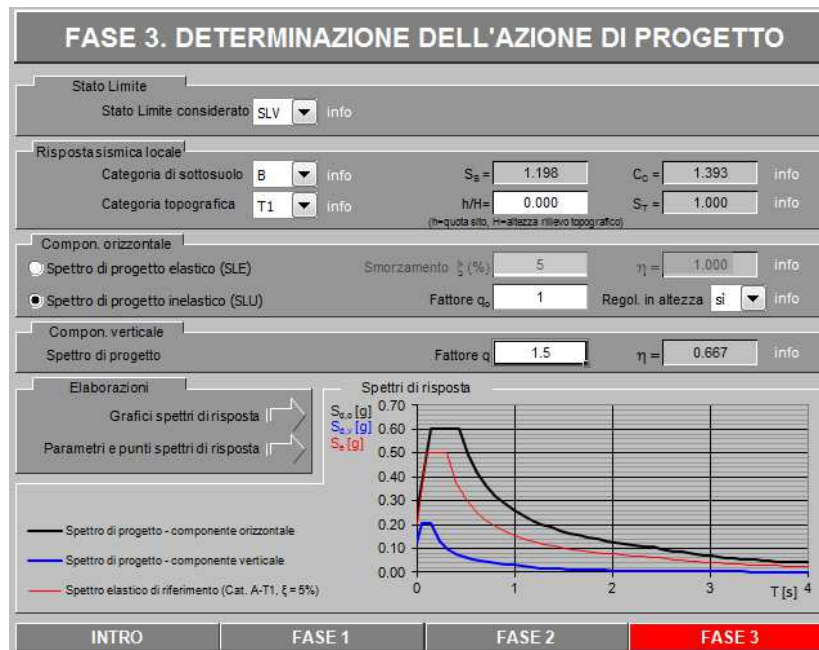 FASE 3. DETERMINAZIONE DELL'AZIONE DI PROGETTO
Stato Limite
Stato Limite considerato SLV info
Risposta sismica locale
Categoria di sottosuolo B info S_S = 1.198 C_C = 1.393 info
Categoria topografica T1 info h/H= 0.000 S_T = 1.000 info
(h=quota sito, H=altezza rilievo topografico)
Compon. orizzontale
Spettro di progetto elastico (SLE) Smorzamento ξ (%) 5 η = 1.000 info
Spettro di progetto inelastico (SLU) Fattore q_o 1 Regol. in altezza sì info
Compon. verticale
Spettro di progetto Fattore q 1.5 η = 0.667 info
Elaborazioni
Grafici spettri di risposta
Parametri e punti spettri di risposta
Spettri di risposta
S_d,o [g]
S_d,v [g]
S_e [g]
0.70
0.60
0.50
0.40
0.30
0.20
0.10
0.00
0 1 2 3 4
T [s]
Spettro di progetto - componente orizzontale
Spettro di progetto - componente verticale
Spettro elastico di riferimento (Cat. A-T1, ξ = 5%)
INTRO FASE 1 FASE 2 FASE 3